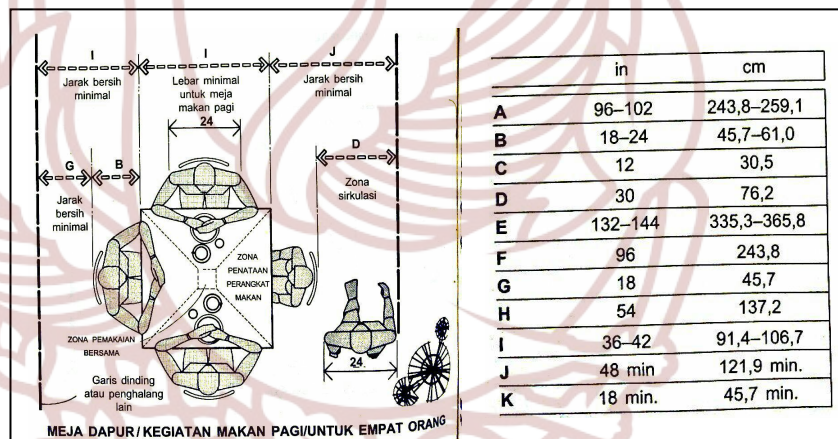 I
I
J
Jarak bersih
minimal
Lebar minimal
untuk meja
makan pagi
Jarak bersih
minimal
24
G
B
D
Jarak
bersih
minimal
Zona
sirkulasi
ZONA
PENATAAN
PERANGKAT
MAKAN
ZONA PEMAKAIAN
BERSAMA
24
Garis dinding
atau penghalang
lain
MEJA DAPUR/KEGIATAN MAKAN PAGI/UNTUK EMPAT ORANG
in cm
A 96–102 243,8–259,1
B 18–24 45,7–61,0
C 12 30,5
D 30 76,2
E 132–144 335,3–365,8
F 96 243,8
G 18 45,7
H 54 137,2
I 36–42 91,4–106,7
J 48 min 121,9 min.
K 18 min. 45,7 min.